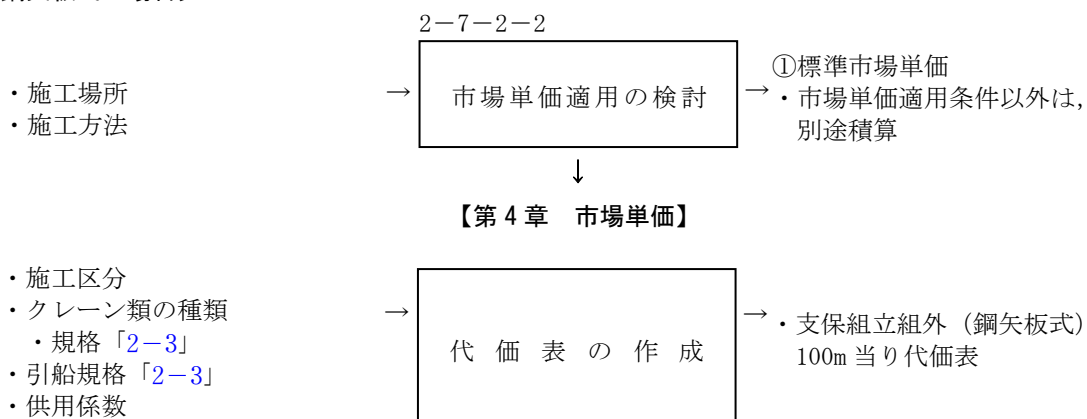 2－7－2－2
・施工場所
・施工方法
→
市場単価適用の検討
→
①標準市場単価
・市場単価適用条件以外は，
別途積算
↓
【第４章　市場単価】
・施工区分
・クレーン類の種類
・規格「2－3」
・引船規格「2－3」
・供用係数
→
代価表の作成
→
・支保組立組外（鋼矢板式）
100m 当り代価表